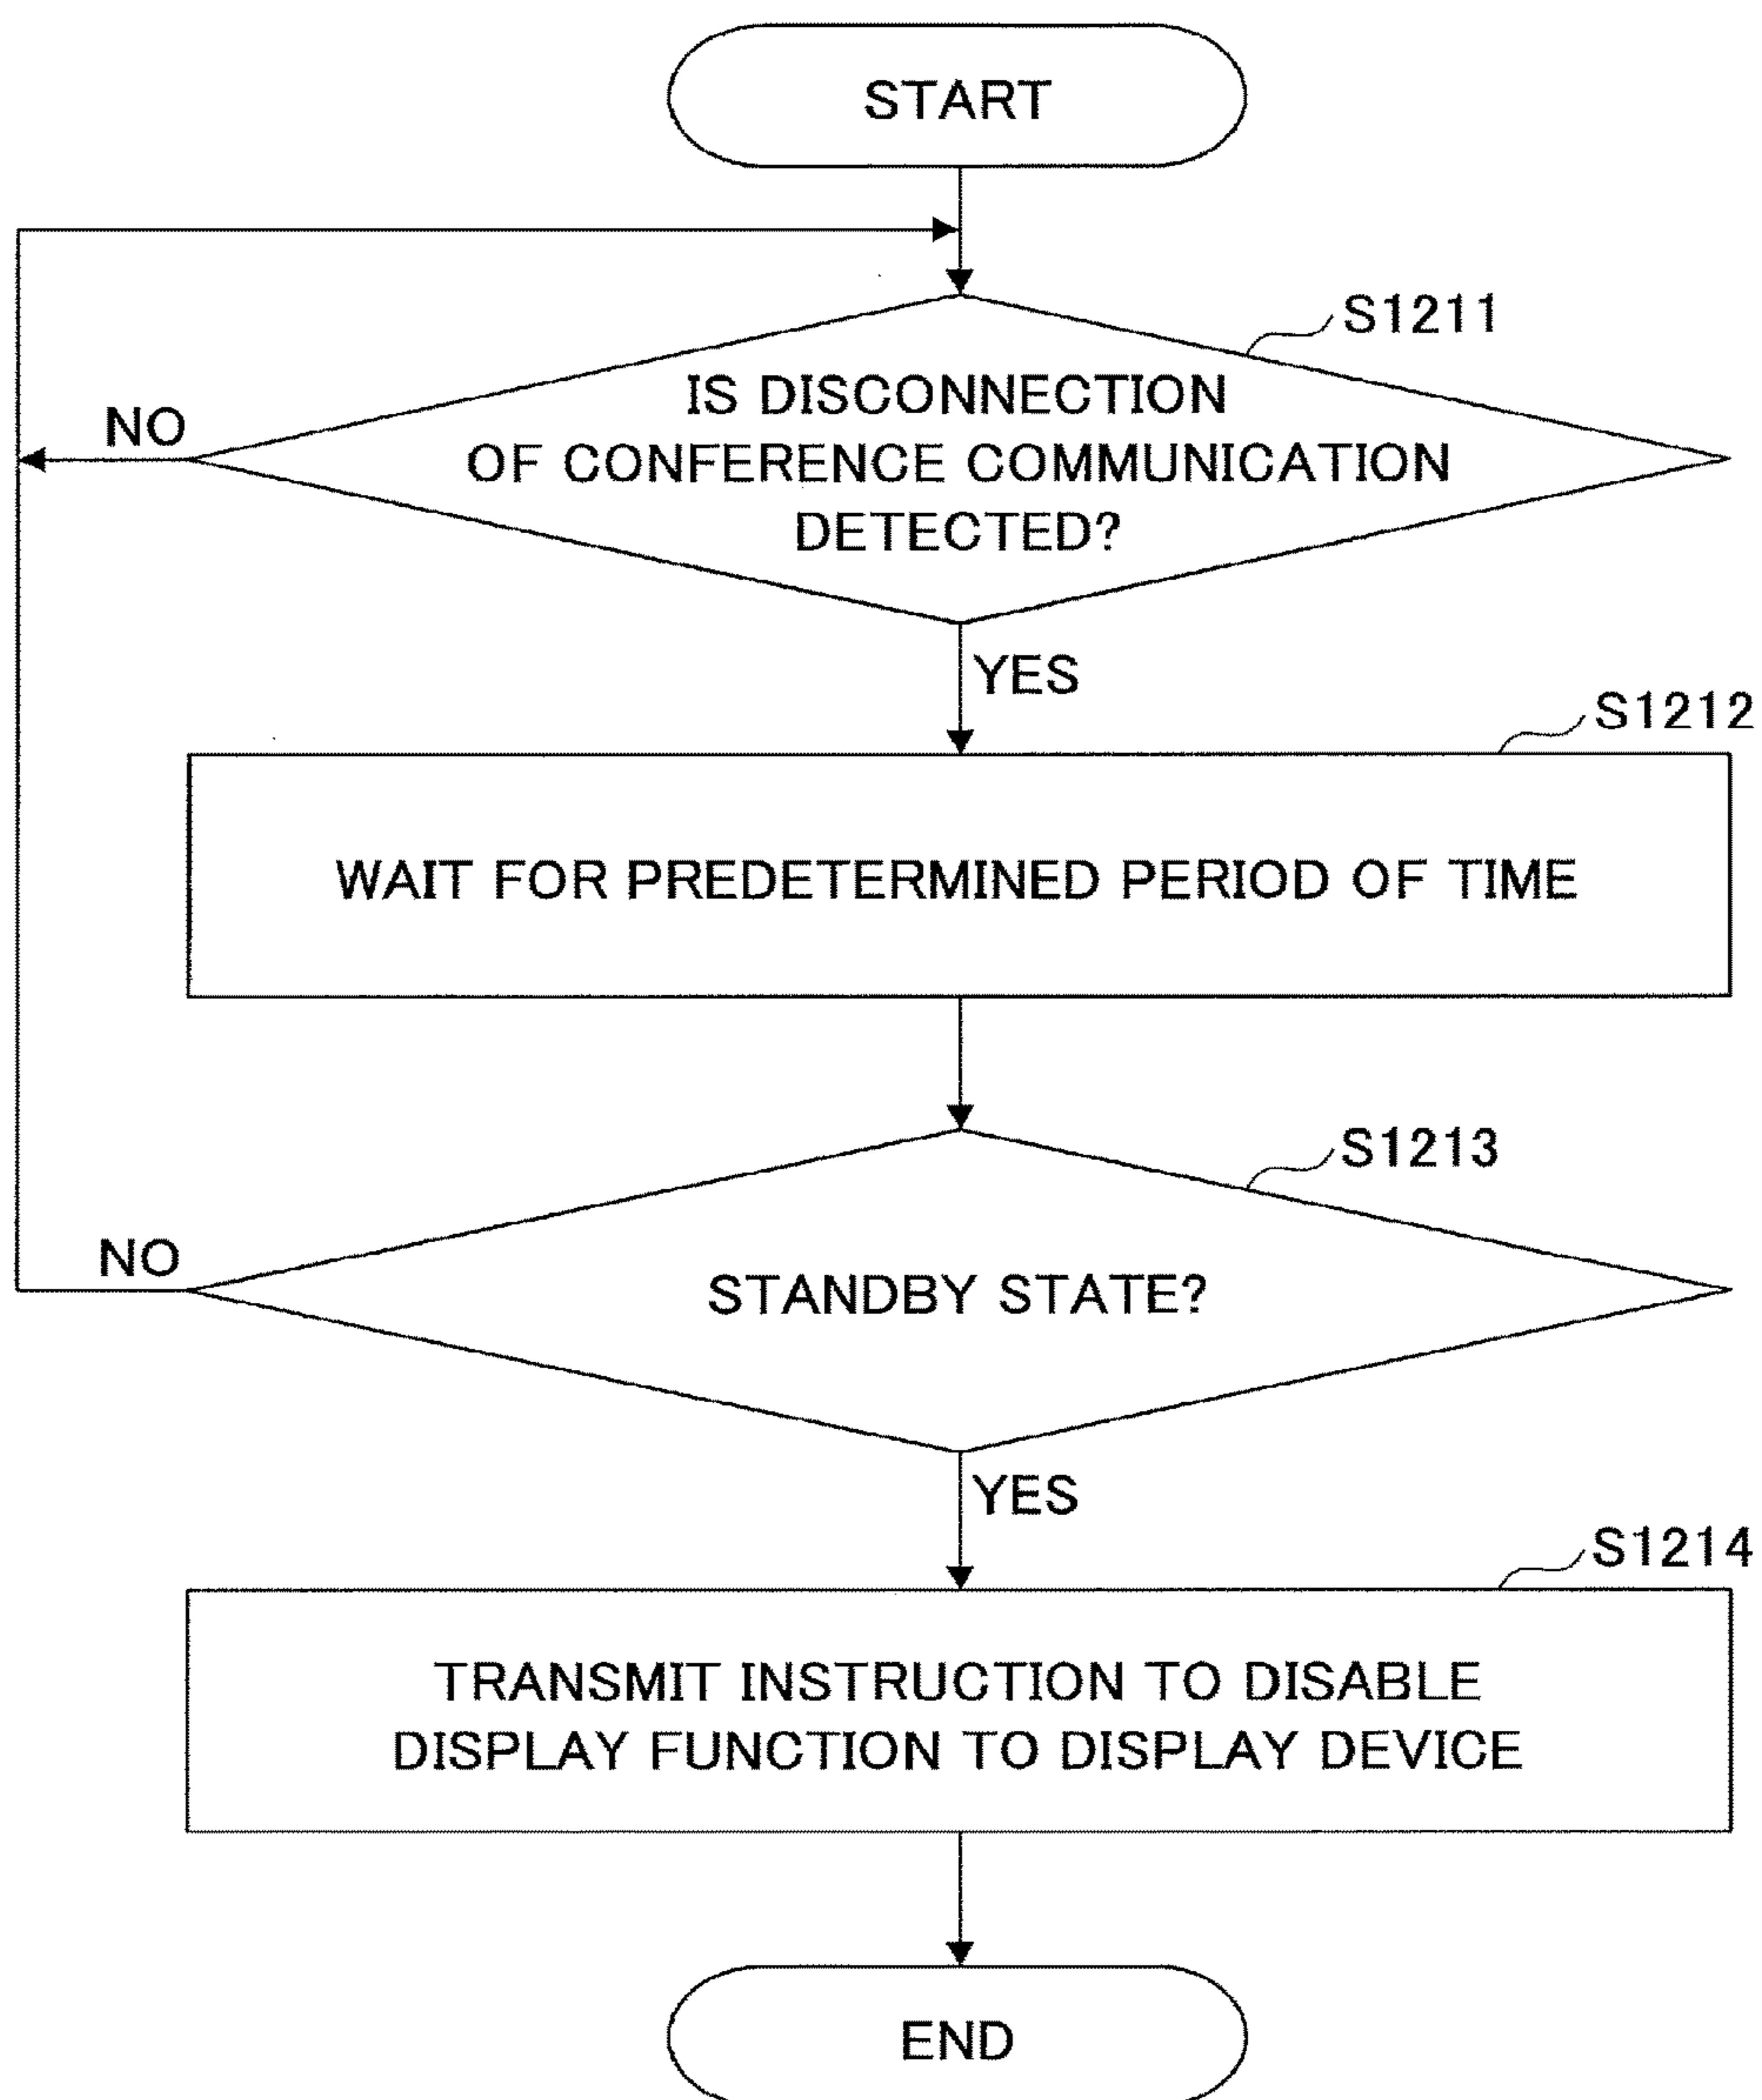 START
S1211
IS DISCONNECTION
OF CONFERENCE COMMUNICATION
DETECTED?
NO
YES
S1212
WAIT FOR PREDETERMINED PERIOD OF TIME
S1213
STANDBY STATE?
NO
YES
S1214
TRANSMIT INSTRUCTION TO DISABLE
DISPLAY FUNCTION TO DISPLAY DEVICE
END